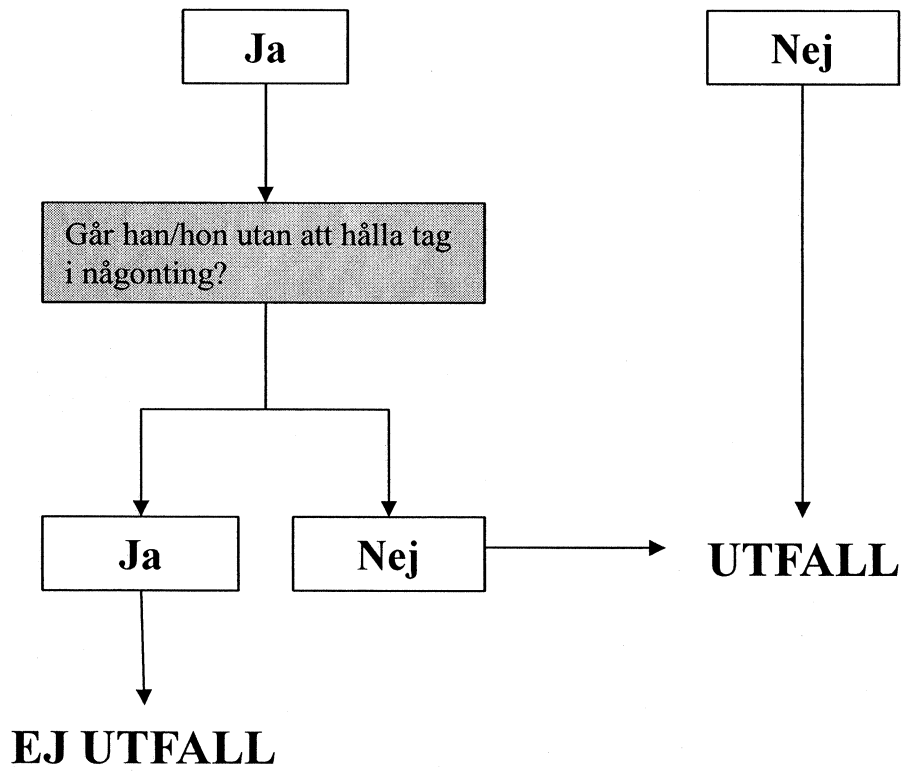 Ja
Nej
Går han/hon utan att hålla tag
i någonting?
Ja
Nej
UTFALL
EJ UTFALL